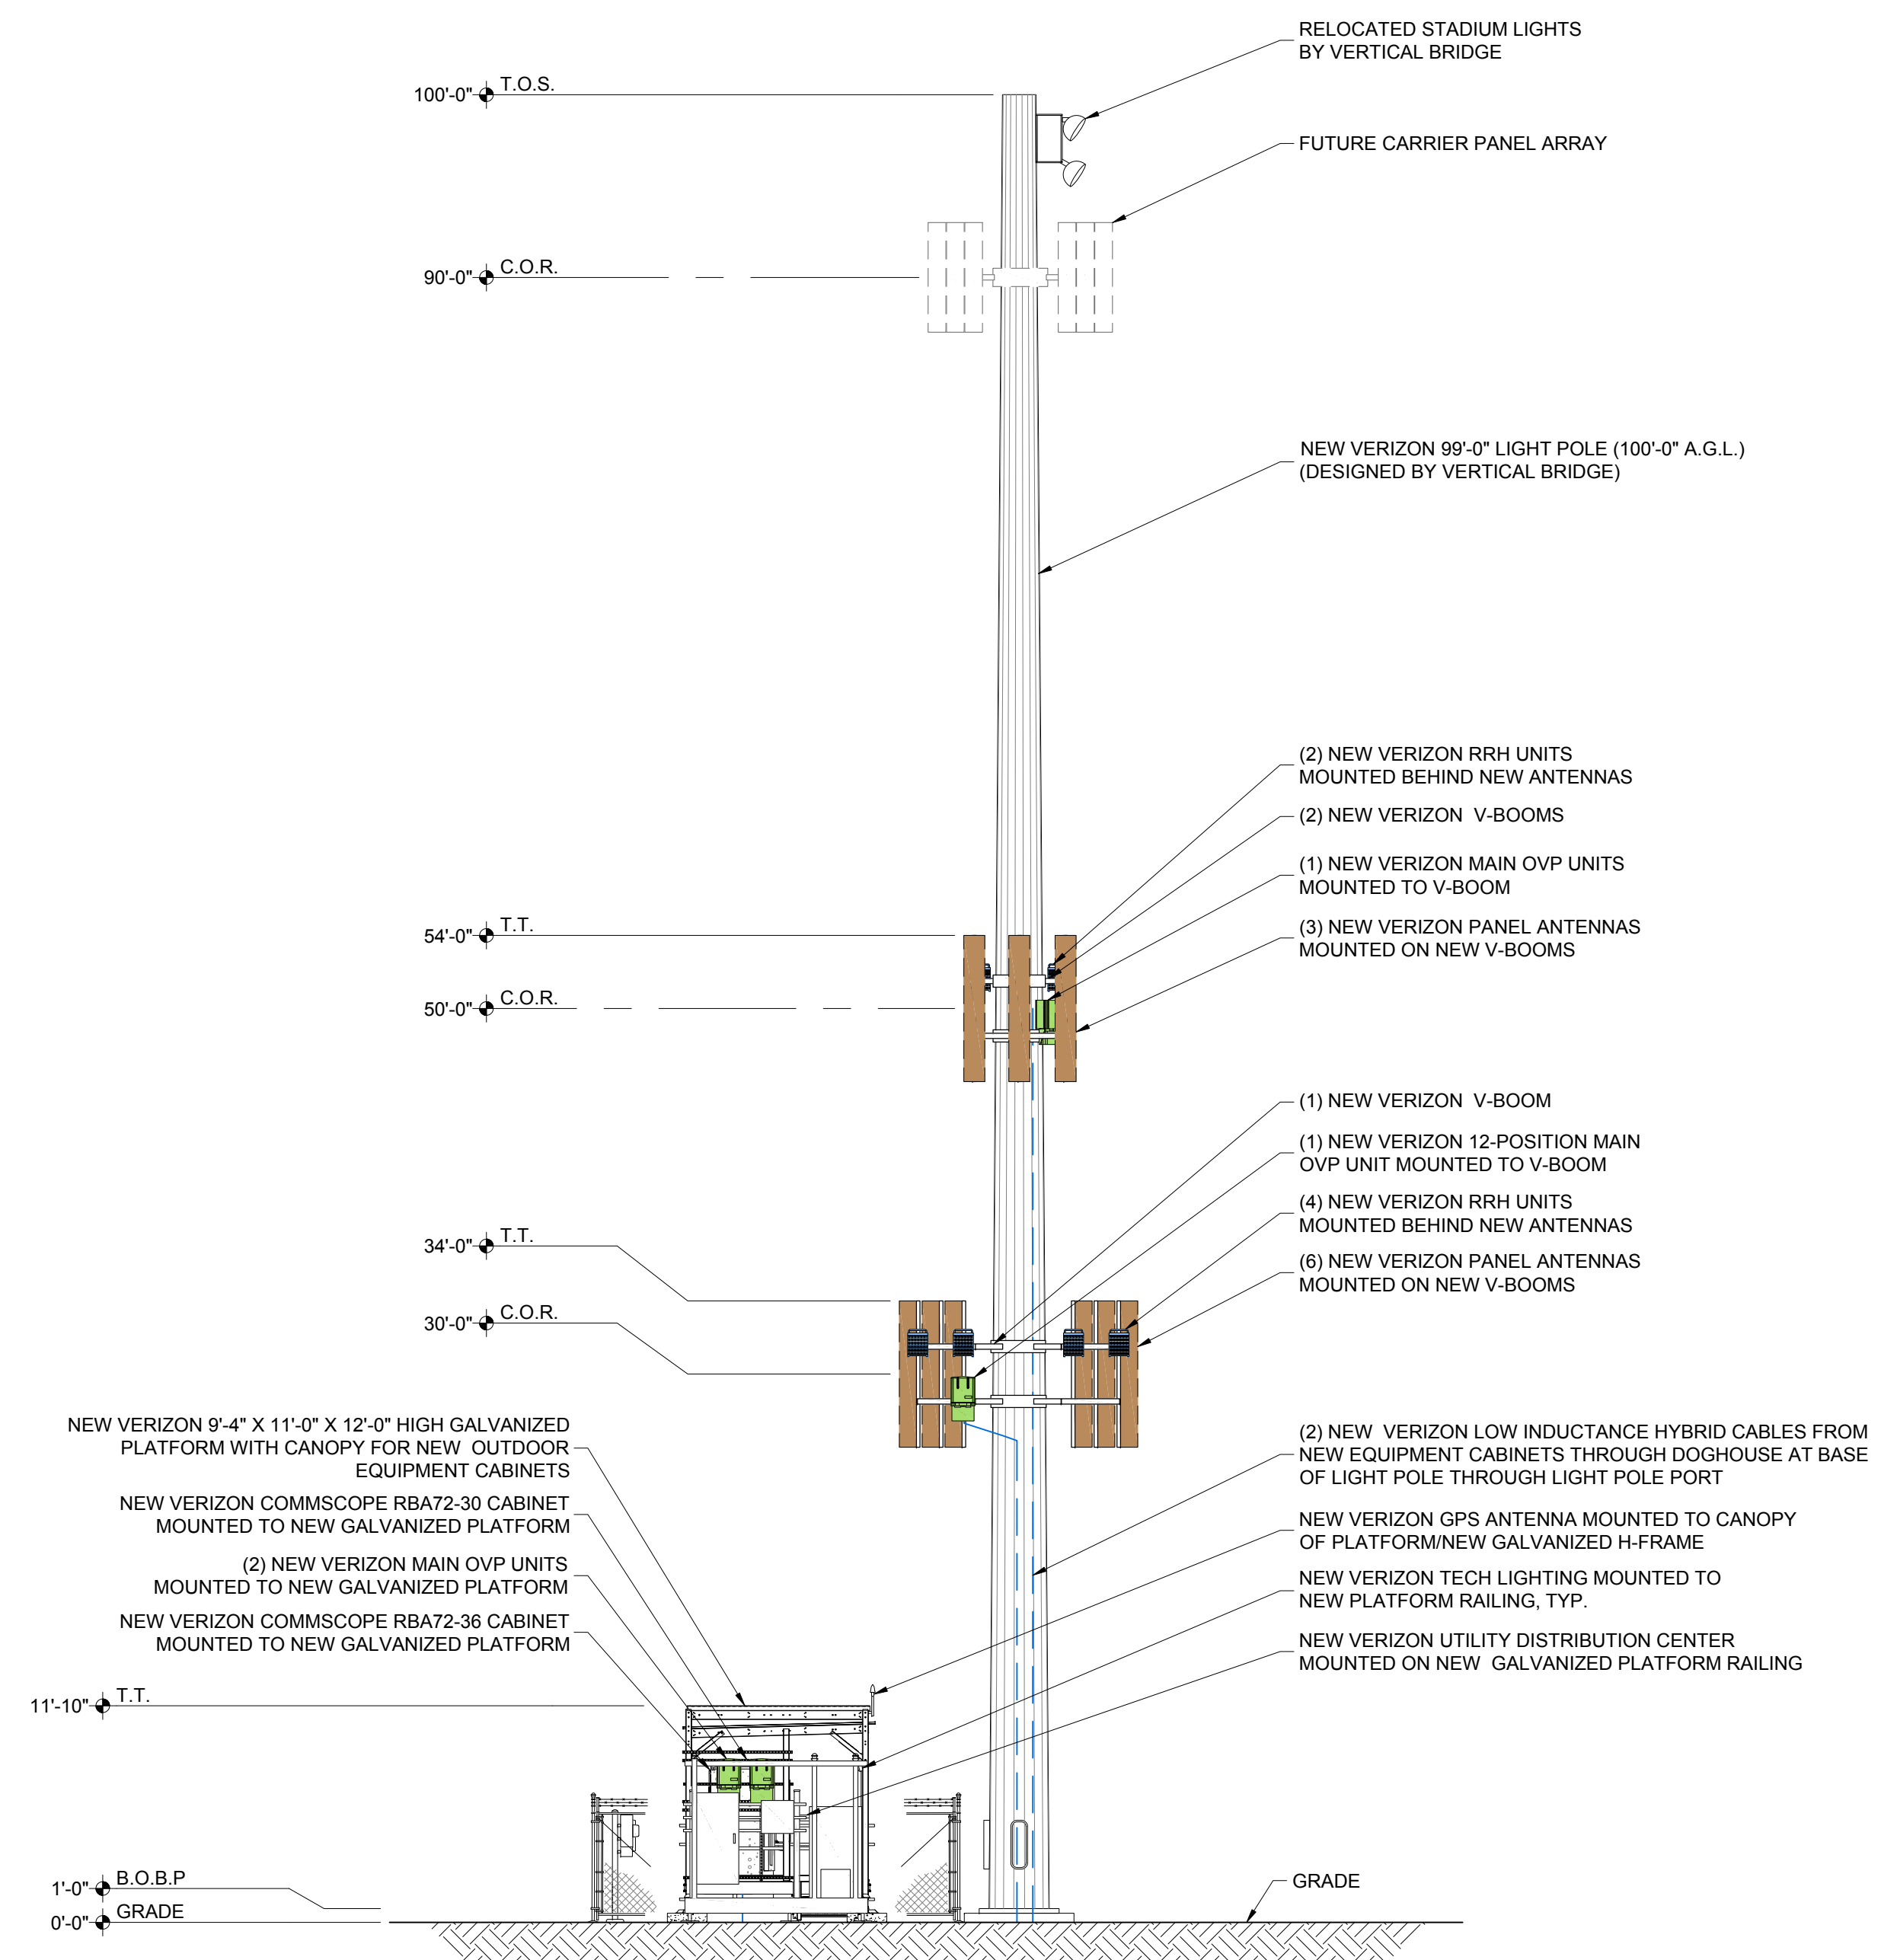 RELOCATED STADIUM LIGHTS
BY VERTICAL BRIDGE
100'-0" T.O.S.
FUTURE CARRIER PANEL ARRAY
90'-0" C.O.R.
NEW VERIZON 99'-0" LIGHT POLE (100'-0" A.G.L.)
(DESIGNED BY VERTICAL BRIDGE)
(2) NEW VERIZON RRH UNITS
MOUNTED BEHIND NEW ANTENNAS
(2) NEW VERIZON V-BOOMS
(1) NEW VERIZON MAIN OVP UNITS
MOUNTED TO V-BOOM
54'-0" T.T.
(3) NEW VERIZON PANEL ANTENNAS
MOUNTED ON NEW V-BOOMS
50'-0" C.O.R.
(1) NEW VERIZON V-BOOM
(1) NEW VERIZON 12-POSITION MAIN
OVP UNIT MOUNTED TO V-BOOM
(4) NEW VERIZON RRH UNITS
MOUNTED BEHIND NEW ANTENNAS
34'-0" T.T.
(6) NEW VERIZON PANEL ANTENNAS
MOUNTED ON NEW V-BOOMS
30'-0" C.O.R.
NEW VERIZON 9'-4" X 11'-0" X 12'-0" HIGH GALVANIZED
PLATFORM WITH CANOPY FOR NEW OUTDOOR
EQUIPMENT CABINETS
NEW VERIZON COMMSCOPE RBA72-30 CABINET
MOUNTED TO NEW GALVANIZED PLATFORM
(2) NEW VERIZON MAIN OVP UNITS
MOUNTED TO NEW GALVANIZED PLATFORM
NEW VERIZON COMMSCOPE RBA72-36 CABINET
MOUNTED TO NEW GALVANIZED PLATFORM
(2) NEW VERIZON LOW INDUCTANCE HYBRID CABLES FROM
NEW EQUIPMENT CABINETS THROUGH DOGHOUSE AT BASE
OF LIGHT POLE THROUGH LIGHT POLE PORT
NEW VERIZON GPS ANTENNA MOUNTED TO CANOPY
OF PLATFORM/NEW GALVANIZED H-FRAME
NEW VERIZON TECH LIGHTING MOUNTED TO
NEW PLATFORM RAILING, TYP.
NEW VERIZON UTILITY DISTRIBUTION CENTER
MOUNTED ON NEW GALVANIZED PLATFORM RAILING
11'-10" T.T.
1'-0" B.O.B.P
0'-0" GRADE
GRADE